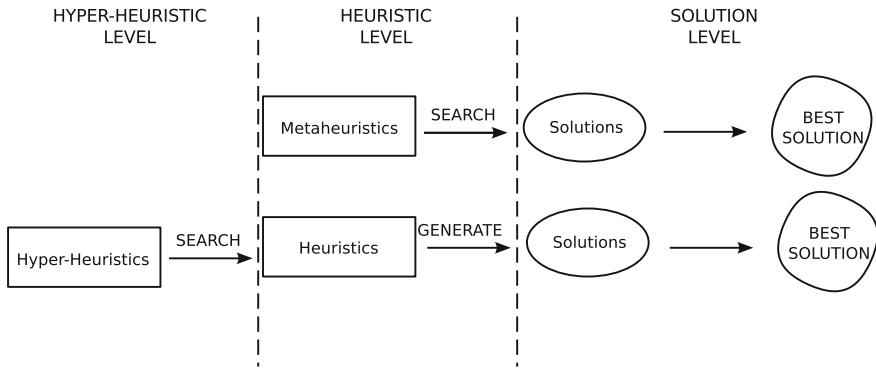 HYPER-HEURISTIC
LEVEL
HEURISTIC
LEVEL
SOLUTION
LEVEL
Metaheuristics
SEARCH
Solutions
BEST
SOLUTION
Hyper-Heuristics
SEARCH
Heuristics
GENERATE
Solutions
BEST
SOLUTION